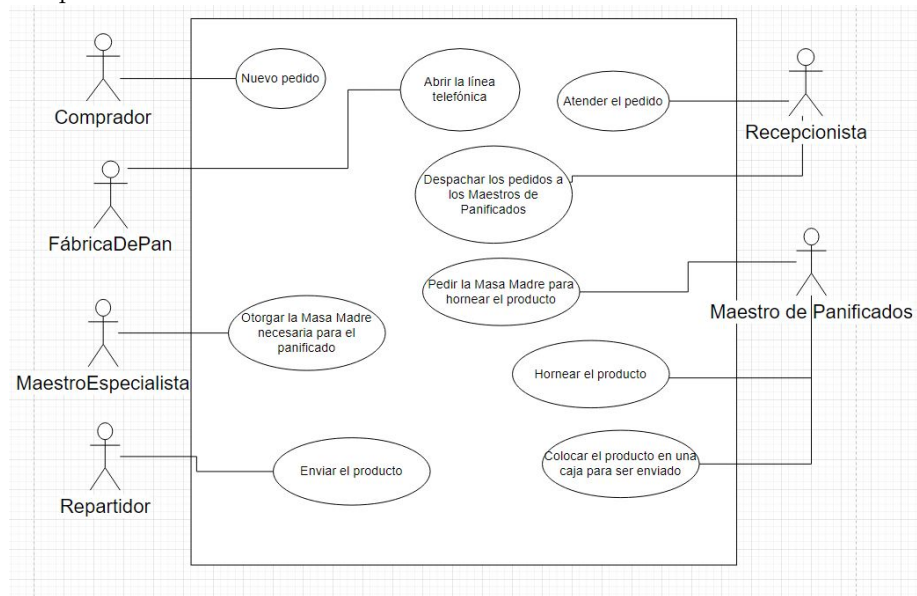 Nuevo pedido
Abrir la línea
telefónica
Atender el pedido
Comprador
Recepcionista
Despachar los pedidos a
los Maestros de
Panificados
FábricaDePan
Pedir la Masa Madre para
hornear el producto
Maestro de Panificados
Otorgar la Masa Madre
necesaria para el
panificado
MaestroEspecialista
Hornear el producto
Colocar el producto en una
caja para ser enviado
Enviar el producto
Repartidor